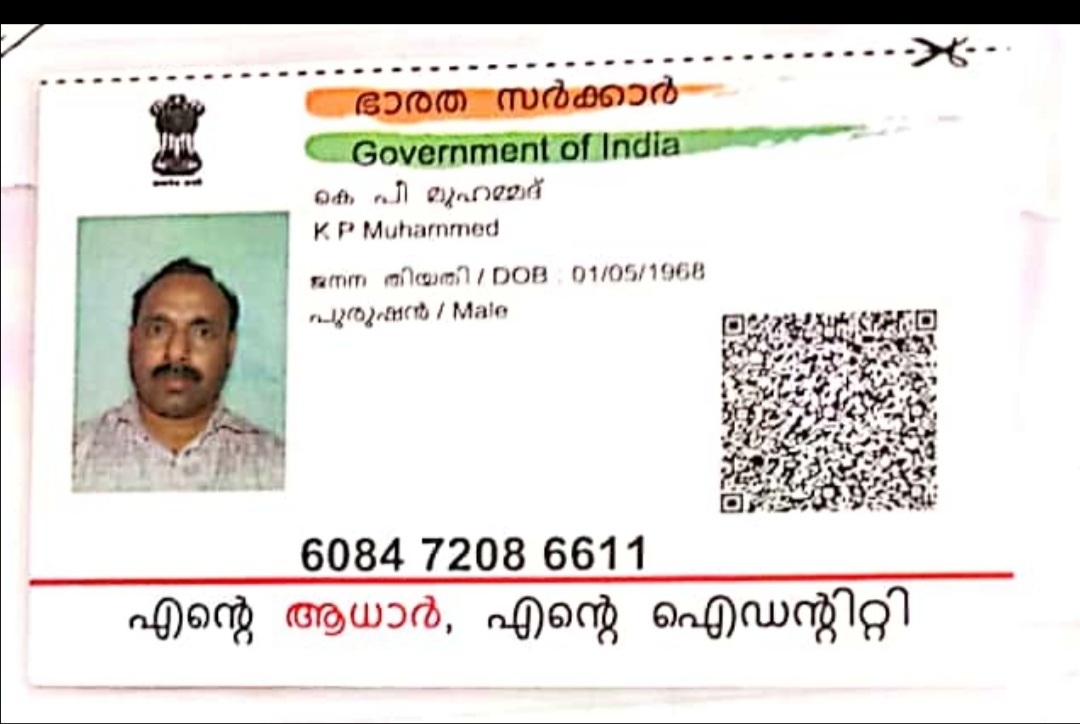 ഭാരത സർക്കാർ
Government of India
കെ പീ മുഹമ്മദ്
K P Muhammed
ജനന തിയതി / DOB : 01/05/1968
പുരുഷൻ / Male
6084 7208 6611
എന്റെ ആധാർ, എന്റെ ഐഡന്റിറ്റി